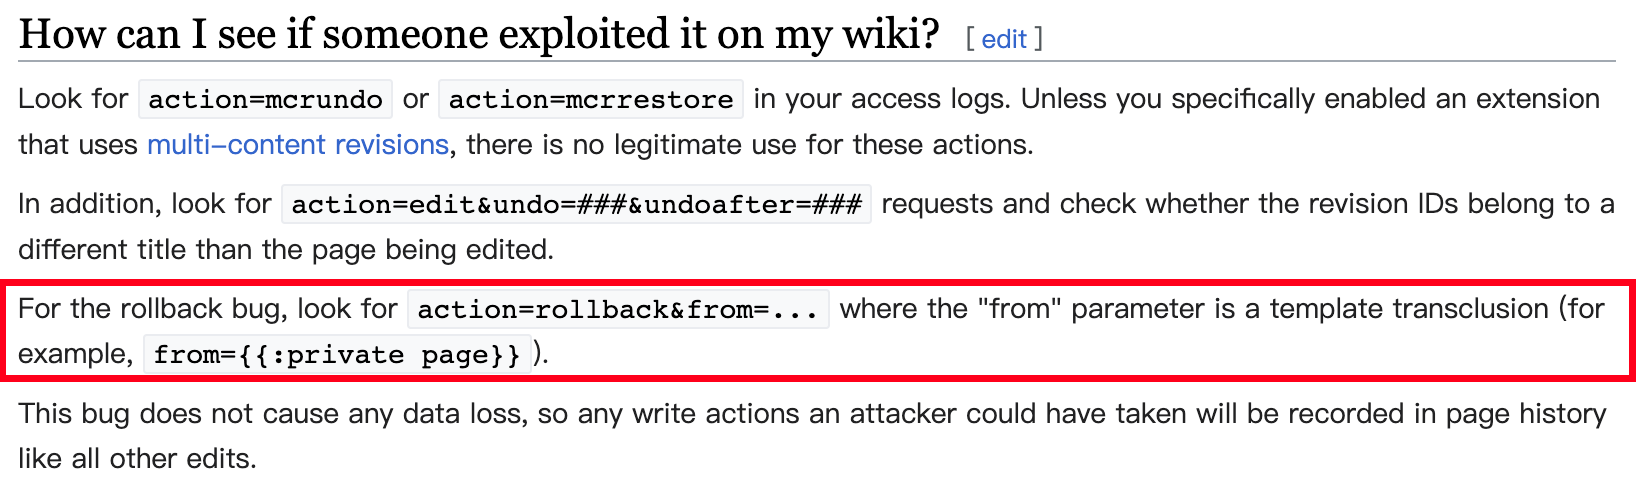 How can I see if someone exploited it on my wiki? [ edit ]
Look for action=mcrundo or action=mcrrestore in your access logs. Unless you specifically enabled an extension
that uses multi-content revisions, there is no legitimate use for these actions.
In addition, look for action=edit&undo=###&undoafter=### requests and check whether the revision IDs belong to a
different title than the page being edited.
For the rollback bug, look for action=rollback&from=... where the "from" parameter is a template transclusion (for
example, from={{:private page}} ).
This bug does not cause any data loss, so any write actions an attacker could have taken will be recorded in page history
like all other edits.